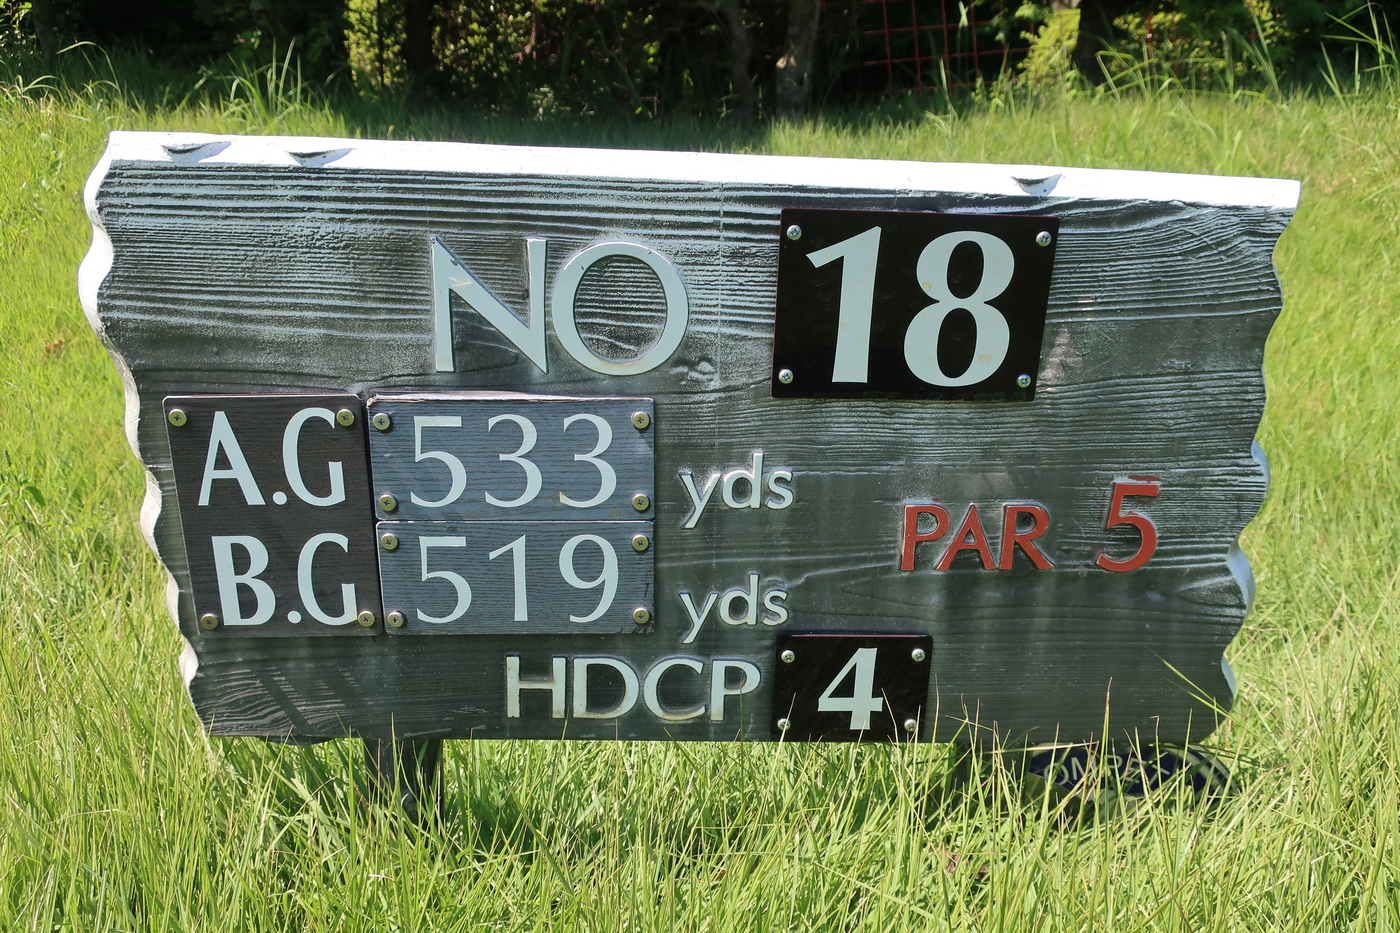 NO 18
A.G 533 yds
B.G 519 yds
PAR 5
HDCP 4